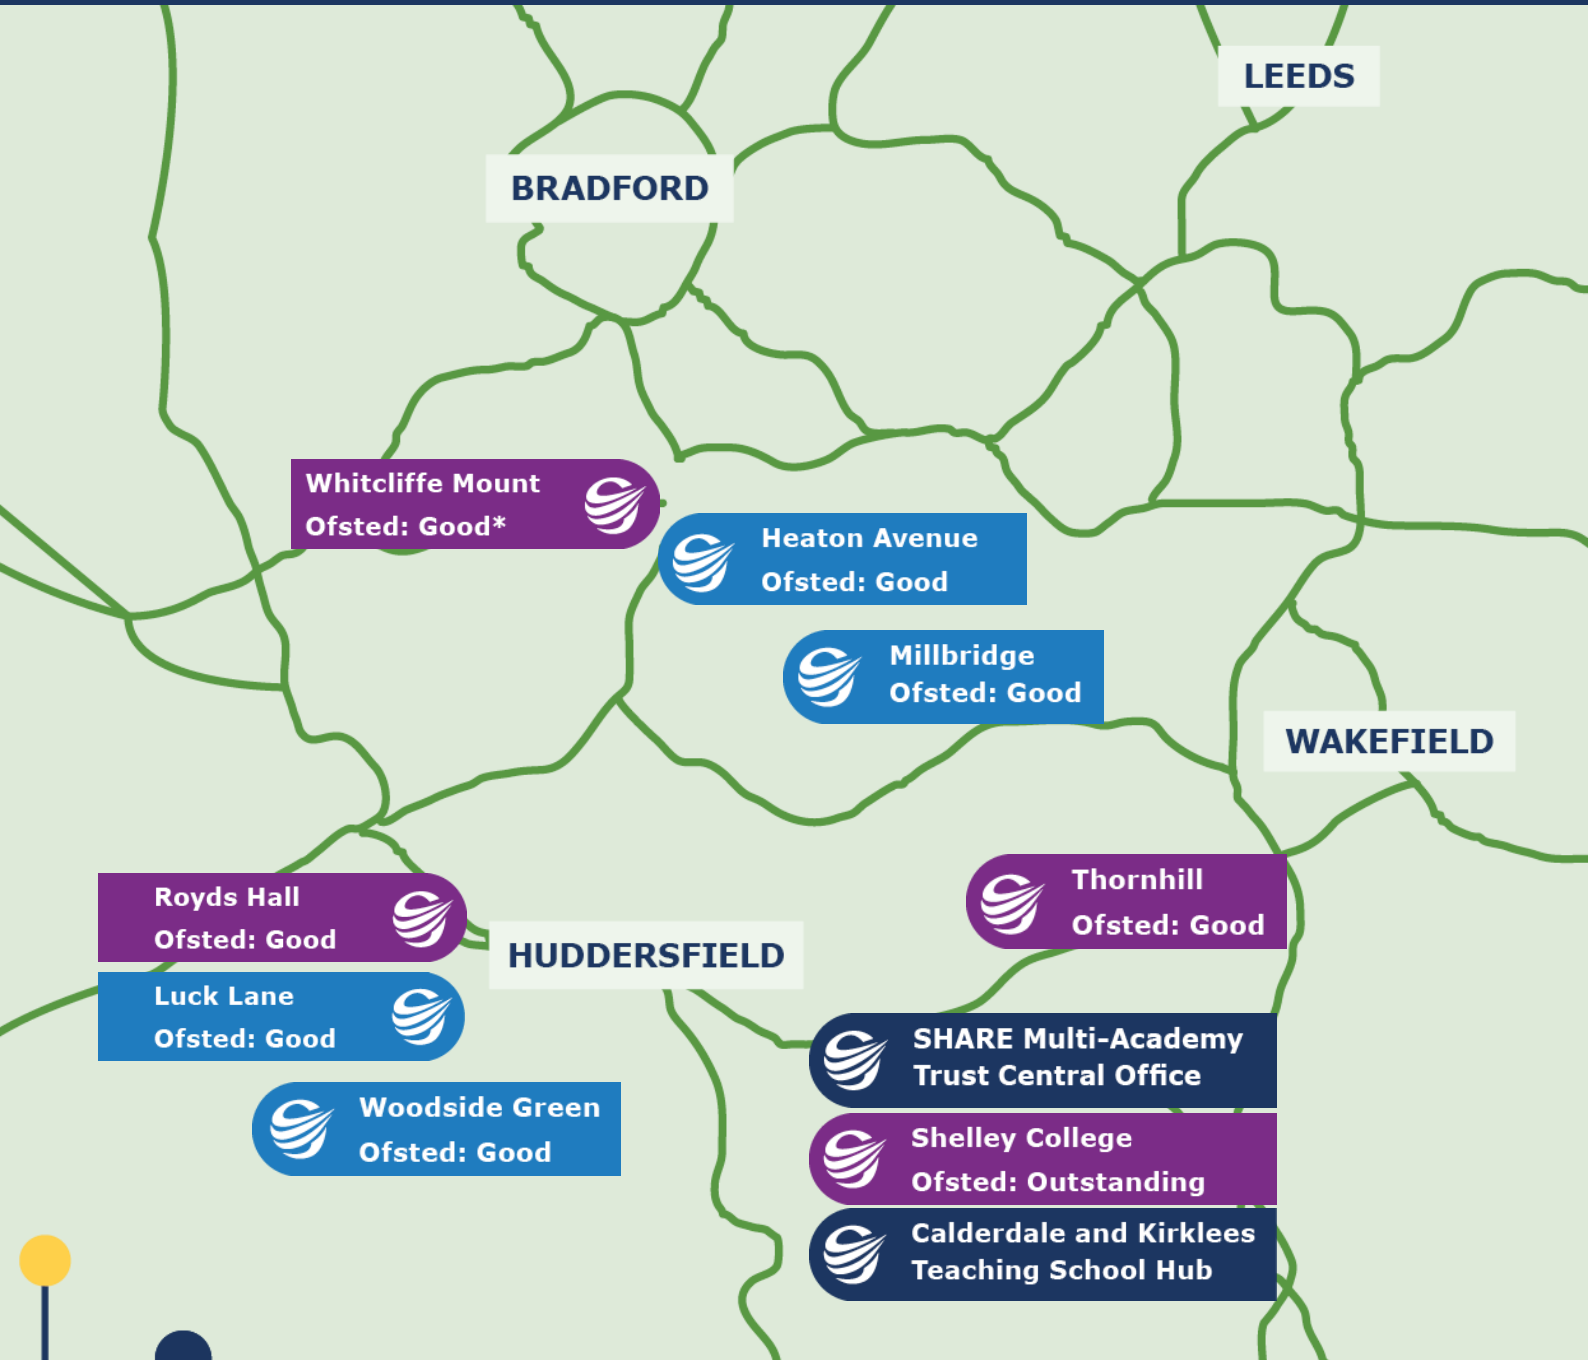 LEEDS
BRADFORD
Whitcliffe Mount
Ofsted: Good*
Heaton Avenue
Ofsted: Good
Millbridge
Ofsted: Good
WAKEFIELD
Thornhill
Ofsted: Good
Royds Hall
Ofsted: Good
HUDDERSFIELD
Luck Lane
Ofsted: Good
SHARE Multi-Academy
Trust Central Office
Woodside Green
Ofsted: Good
Shelley College
Ofsted: Outstanding
Calderdale and Kirklees
Teaching School Hub